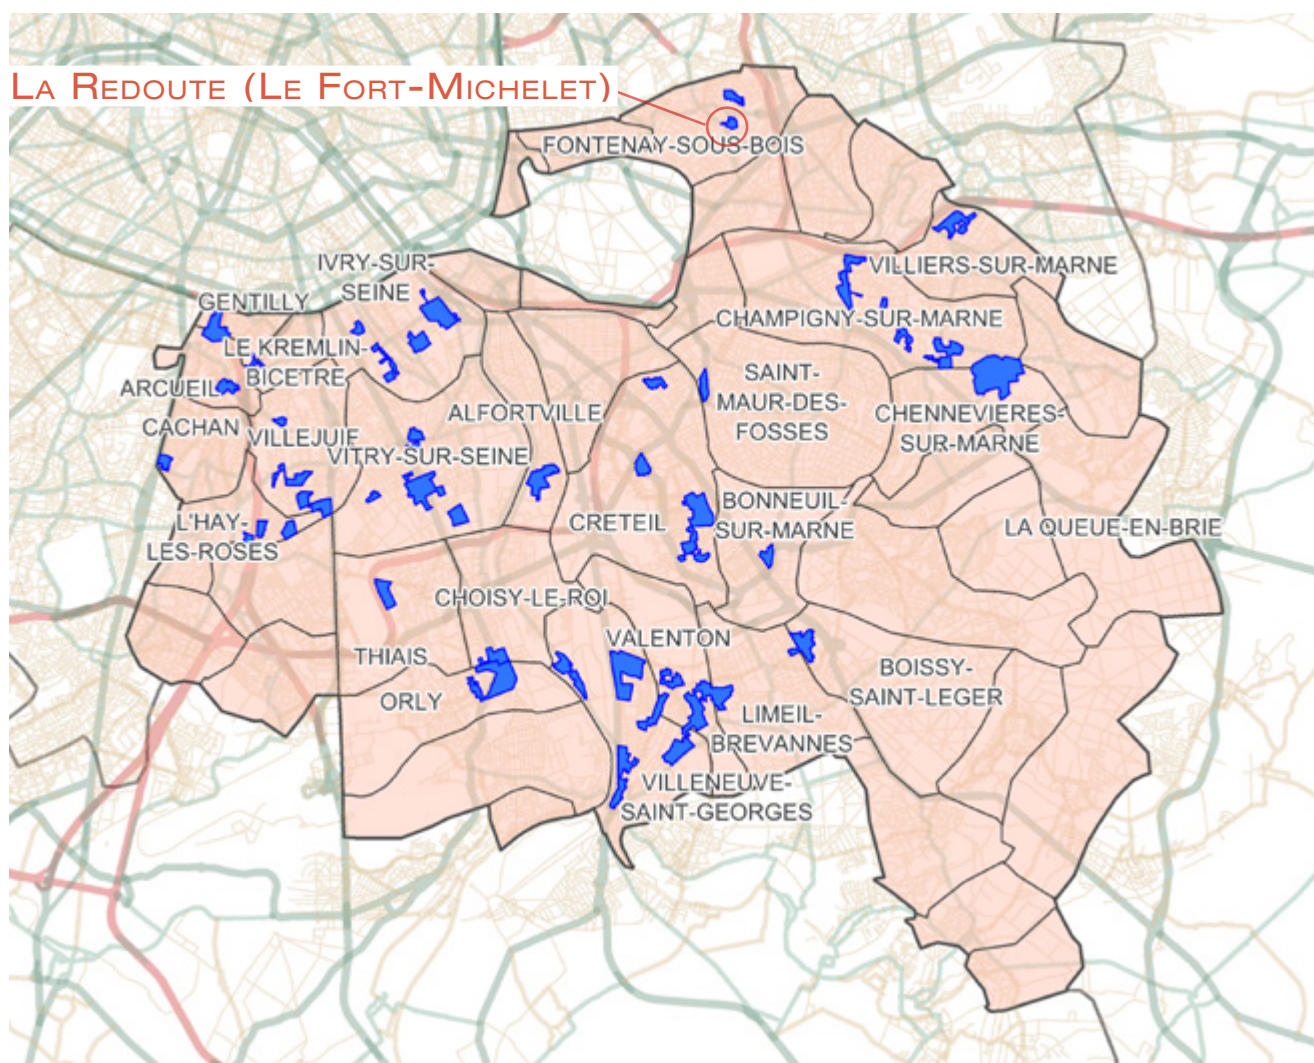 LA REDOUTE (LE FORT-MICHELET)
FONTENAY-SOUS-BOIS
IVRY-SUR-
SEINE
VILLIERS-SUR-MARNE
GENTILLY
CHAMPIGNY-SUR-MARNE
LE KREMLIN-
BICETRE
ARCUEIL
SAINT-
MAUR-DES-
FOSSES
CACHAN
VILLEJUIF
ALFORTVILLE
CHENNEVIERES-
SUR-MARNE
VITRY-SUR-SEINE
L'HAY-
LES-ROSES
CRETEIL
BONNEUIL-
SUR-MARNE
LA QUEUE-EN-BRIE
CHOISY-LE-ROI
THIAIS
VALENTON
BOISSY-
SAINT-LEGER
ORLY
LIMEIL-
BREVANNES
VILLENEUVE-
SAINT-GEORGES